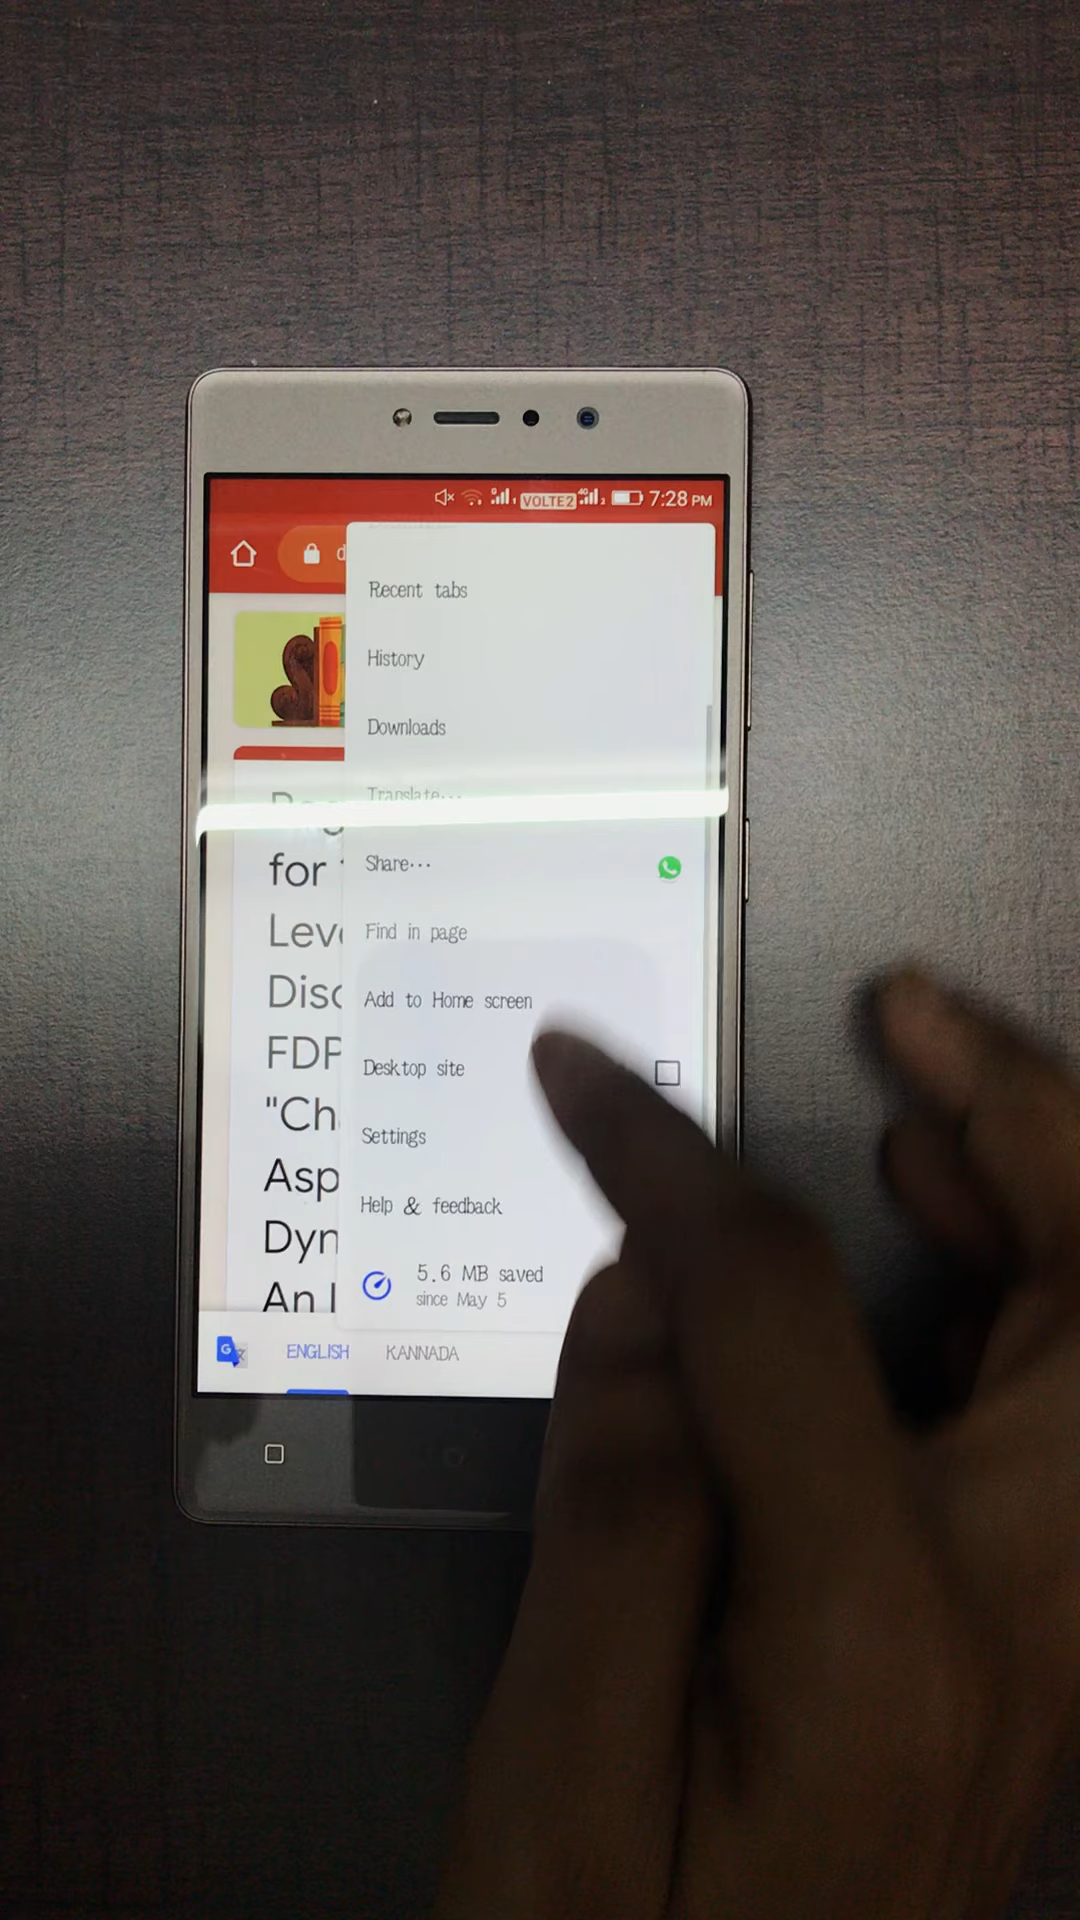 VOLTE2 4G 2 7:28 PM
d
Recent tabs
History
Downloads
Translate...
Share...
Find in page
Add to Home screen
Desktop site
Settings
Help & feedback
5.6 MB saved
since May 5
for
Disc
FDP
"Ch
Asp
Dyn
An I
ENGLISH KANNADA